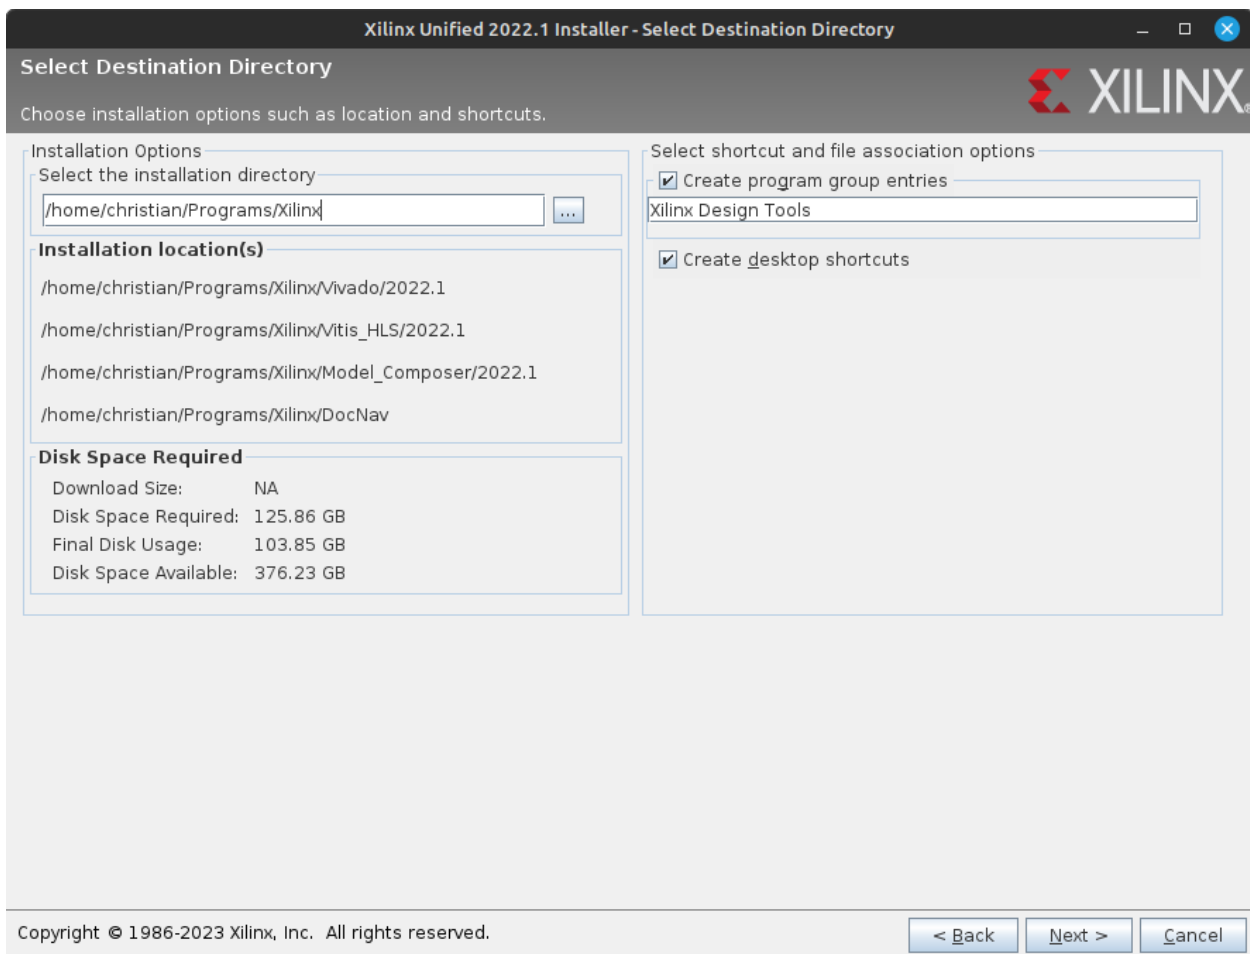 Xilinx Unified 2022.1 Installer - Select Destination Directory
Select Destination Directory
Choose installation options such as location and shortcuts.
XILINX®
Installation Options
Select the installation directory
/home/christian/Programs/Xilinx
...
Installation location(s)
/home/christian/Programs/Xilinx/Vivado/2022.1
/home/christian/Programs/Xilinx/Vitis_HLS/2022.1
/home/christian/Programs/Xilinx/Model_Composer/2022.1
/home/christian/Programs/Xilinx/DocNav
Disk Space Required
Download Size: NA
Disk Space Required: 125.86 GB
Final Disk Usage: 103.85 GB
Disk Space Available: 376.23 GB
Select shortcut and file association options
Create program group entries
Xilinx Design Tools
Create desktop shortcuts
Copyright © 1986-2023 Xilinx, Inc. All rights reserved.
< Back
Next >
Cancel